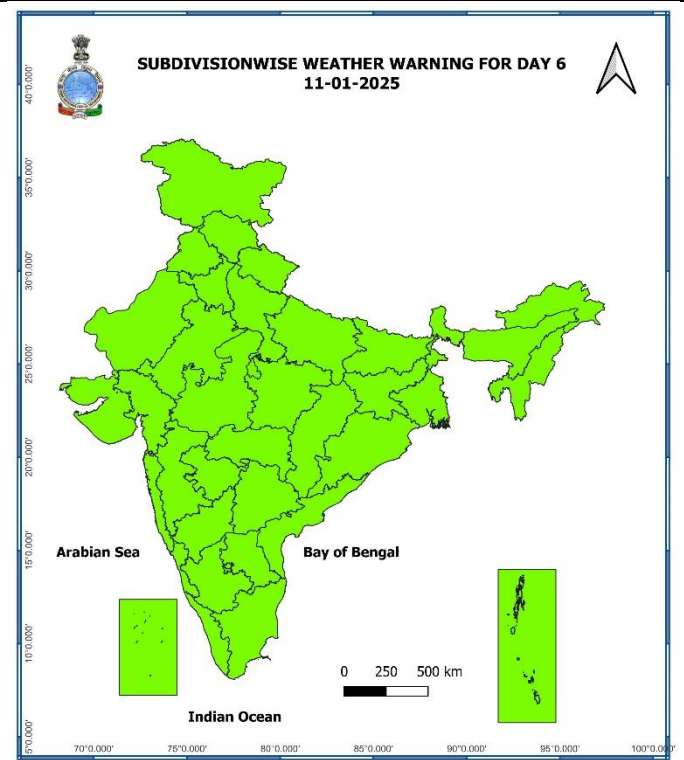 SUBDIVISIONWISE WEATHER WARNING FOR DAY 6
11-01-2025
40°0.000'
35°0.000'
30°0.000'
25°0.000'
20°0.000'
15°0.000'
10°0.000'
5°0.000'
Arabian Sea
Bay of Bengal
0 250 500 km
Indian Ocean
70°0.000' 75°0.000' 80°0.000' 85°0.000' 90°0.000' 95°0.000' 100°0.000'